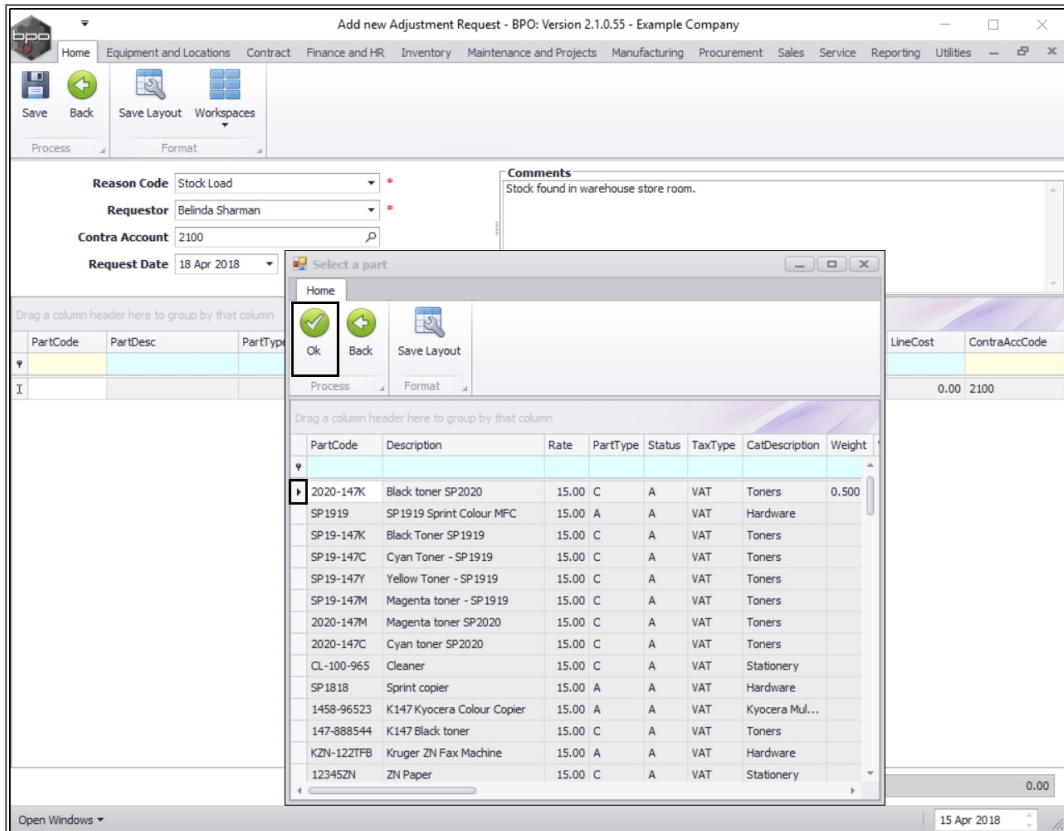 Add new Adjustment Request - BPO: Version 2.1.0.55 - Example Company
bpo
Home Equipment and Locations Contract Finance and HR Inventory Maintenance and Projects Manufacturing Procurement Sales Service Reporting Utilities
Save Back Save Layout Workspaces
Process Format
Reason Code Stock Load *
Requestor Belinda Sharman *
Contra Account 2100
Request Date 18 Apr 2018
Comments
Stock found in warehouse store room.
Drag a column header here to group by that column
PartCode PartDesc PartType LineCost ContraAccCode
0.00 2100
Select a part
Home
Ok Back Save Layout
Process Format
Drag a column header here to group by that column
PartCode Description Rate PartType Status TaxType CatDescription Weight
2020-147K Black toner SP2020 15.00 C A VAT Toners 0.500
SP1919 SP1919 Sprint Colour MFC 15.00 A A VAT Hardware
SP19-147K Black Toner SP1919 15.00 C A VAT Toners
SP19-147C Cyan Toner - SP1919 15.00 C A VAT Toners
SP19-147Y Yellow Toner - SP1919 15.00 C A VAT Toners
SP19-147M Magenta toner - SP1919 15.00 C A VAT Toners
2020-147M Magenta toner SP2020 15.00 C A VAT Toners
2020-147C Cyan toner SP2020 15.00 C A VAT Toners
CL-100-965 Cleaner 15.00 C A VAT Stationery
SP1818 Sprint copier 15.00 A A VAT Hardware
1458-96523 K147 Kyocera Colour Copier 15.00 A A VAT Kyocera Mul...
147-888544 K147 Black toner 15.00 C A VAT Toners
KZN-122TFB Kruger ZN Fax Machine 15.00 A A VAT Hardware
12345ZN ZN Paper 15.00 C A VAT Stationery
0.00
Open Windows 15 Apr 2018